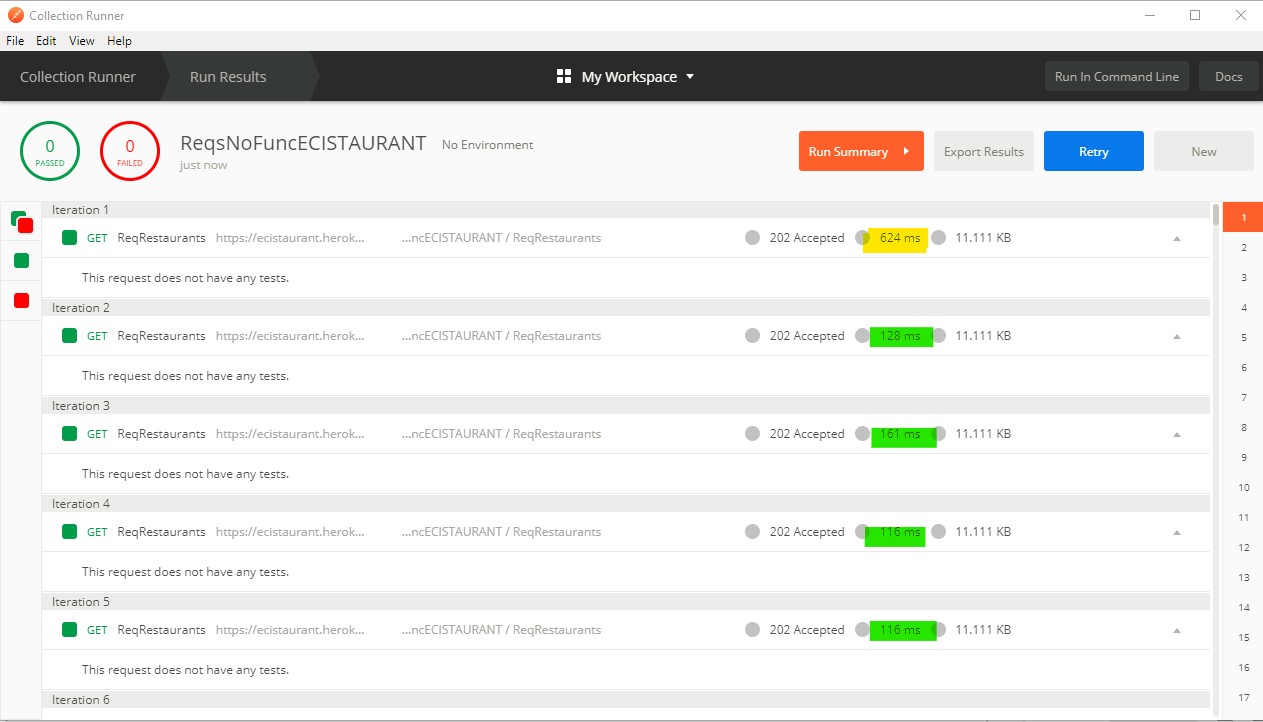 Collection Runner
File Edit View Help
Collection Runner Run Results My Workspace Run In Command Line Docs
0 PASSED 0 FAILED ReqsNoFuncECISTAURANT No Environment Run Summary Export Results Retry New
just now
Iteration 1
GET ReqRestaurants https://ecistaurant.herok... ...ncECISTAURANT / ReqRestaurants 202 Accepted 624 ms 11.111 KB
This request does not have any tests.
Iteration 2
GET ReqRestaurants https://ecistaurant.herok... ...ncECISTAURANT / ReqRestaurants 202 Accepted 128 ms 11.111 KB
This request does not have any tests.
Iteration 3
GET ReqRestaurants https://ecistaurant.herok... ...ncECISTAURANT / ReqRestaurants 202 Accepted 161 ms 11.111 KB
This request does not have any tests.
Iteration 4
GET ReqRestaurants https://ecistaurant.herok... ...ncECISTAURANT / ReqRestaurants 202 Accepted 116 ms 11.111 KB
This request does not have any tests.
Iteration 5
GET ReqRestaurants https://ecistaurant.herok... ...ncECISTAURANT / ReqRestaurants 202 Accepted 116 ms 11.111 KB
This request does not have any tests.
Iteration 6
1
2
3
4
5
6
7
8
9
10
11
12
13
14
15
16
17